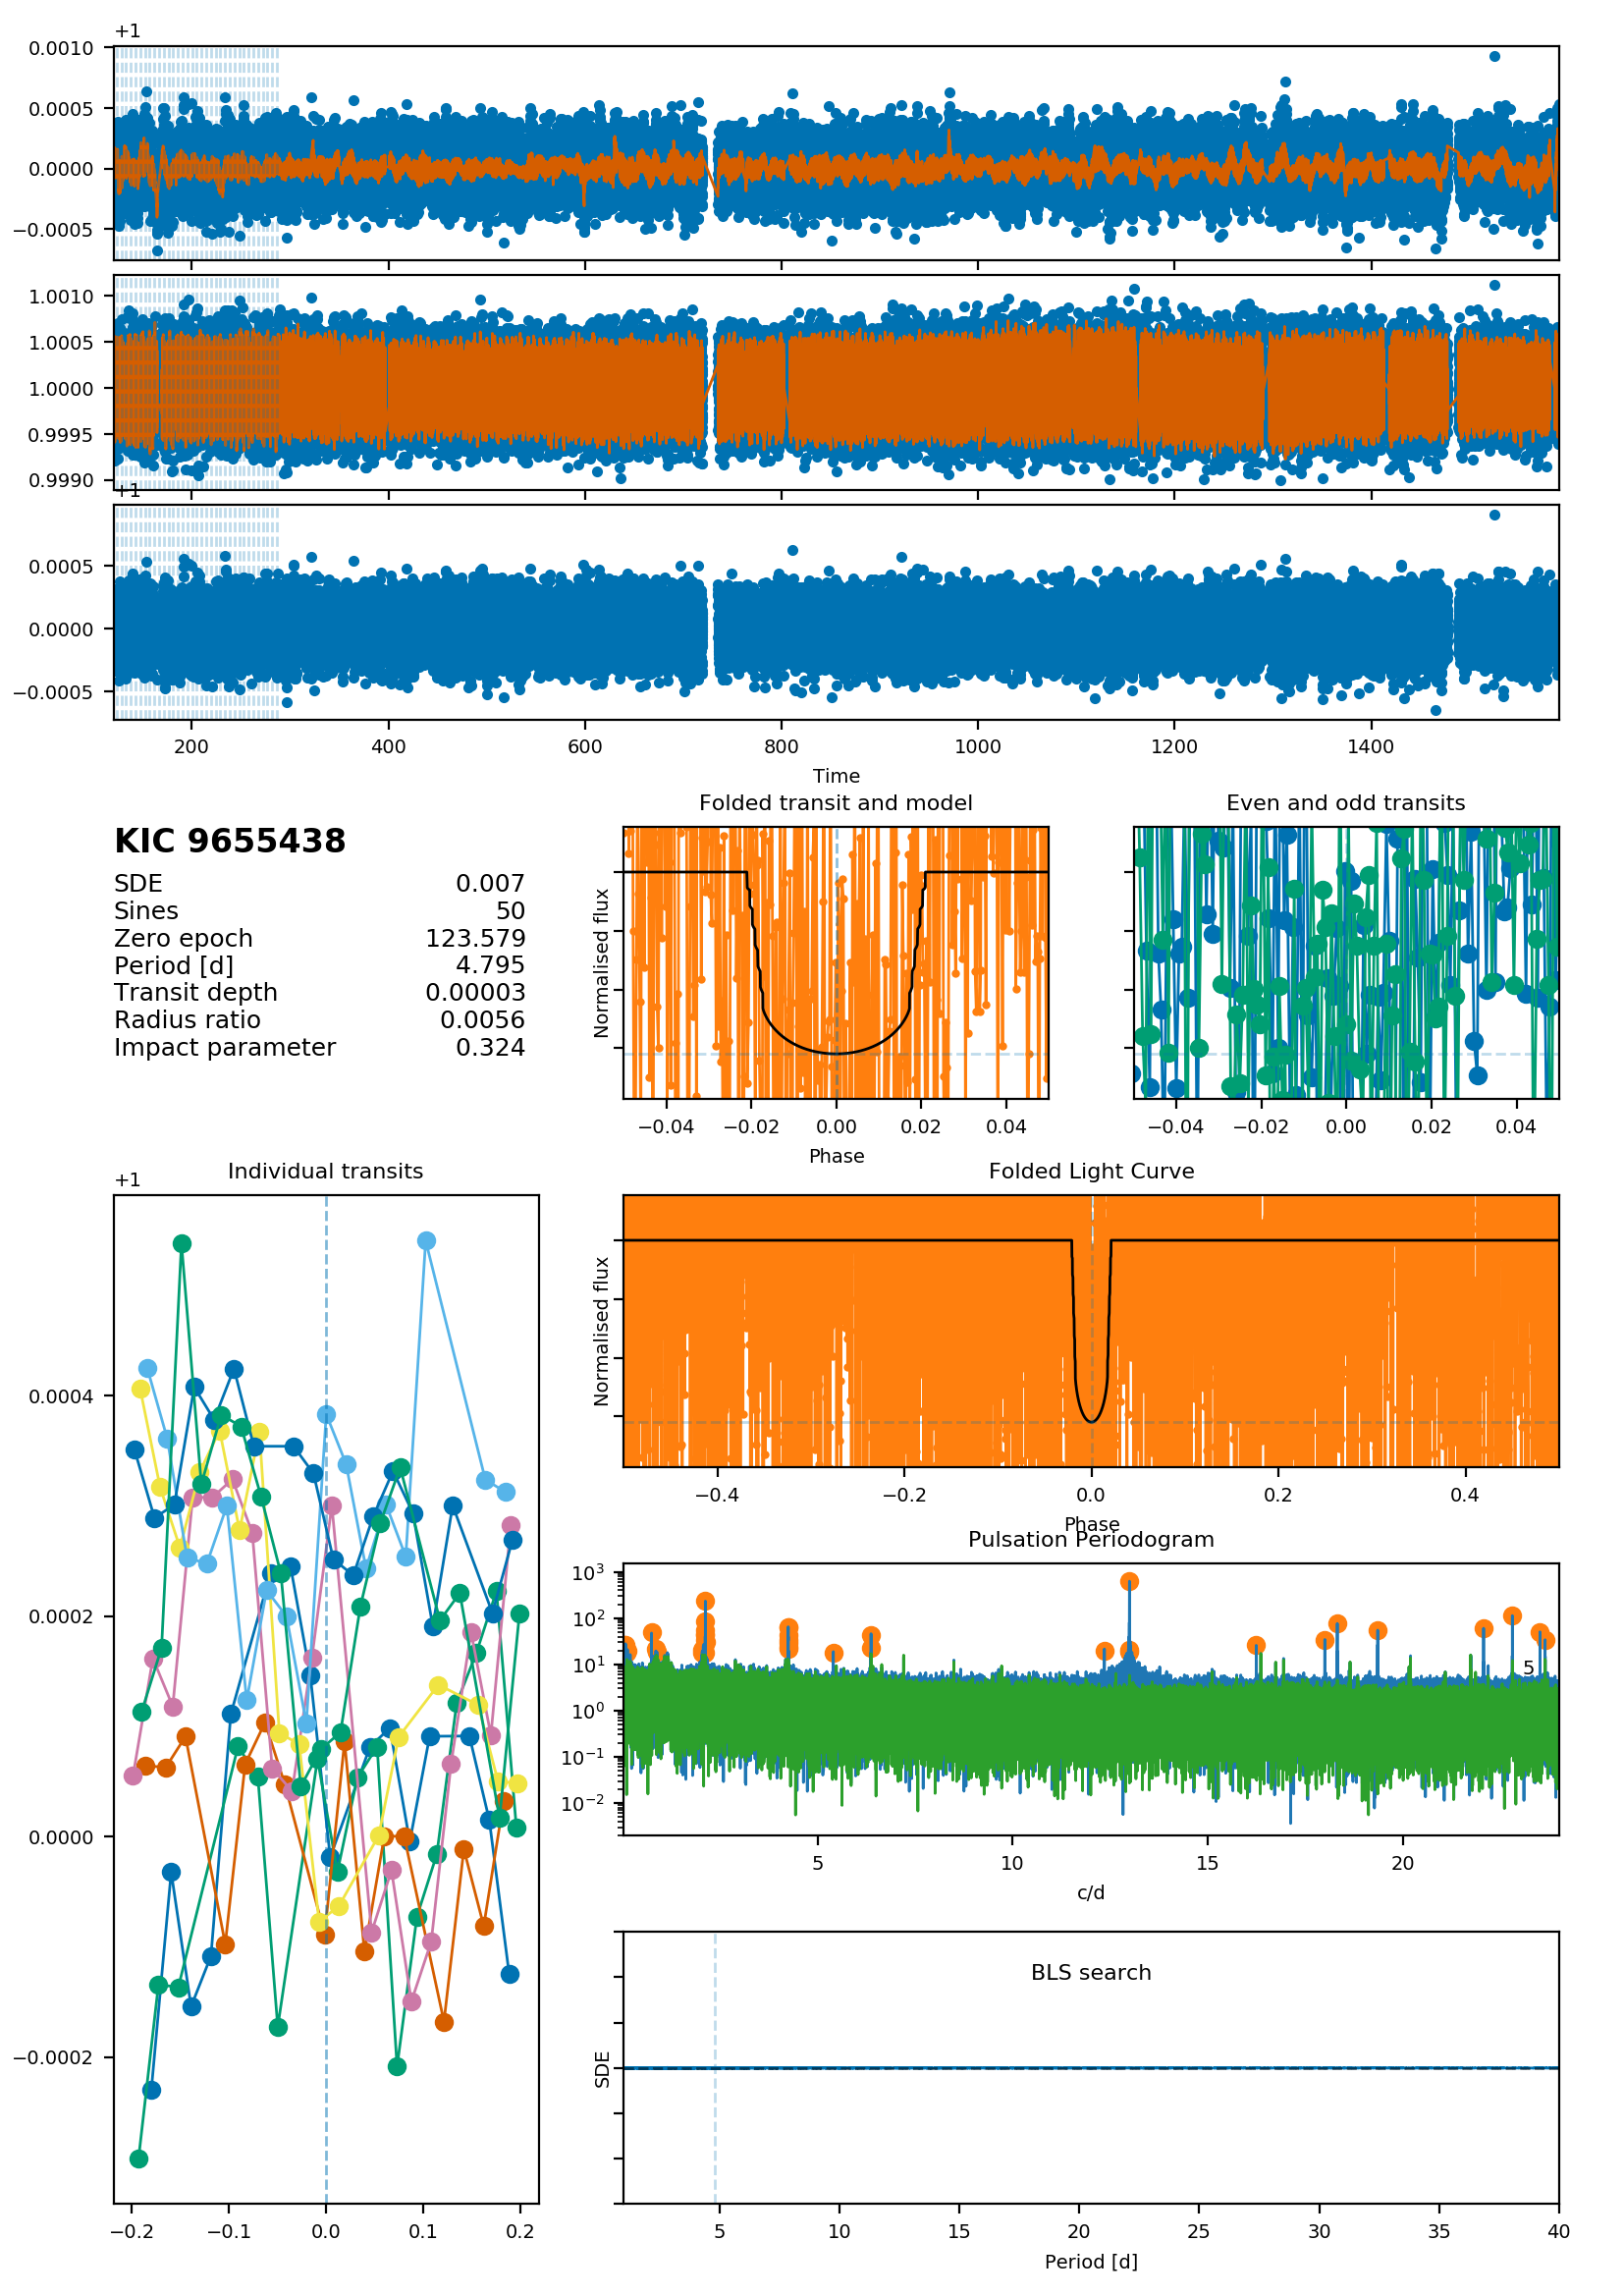 +1
0.0010
0.0005
0.0000
−0.0005
1.0010
1.0005
1.0000
0.9995
0.9990
+1
0.0005
0.0000
−0.0005
200 400 600 800 1000 1200 1400
Time
KIC 9655438
SDE 0.007
Sines 50
Zero epoch 123.579
Period [d] 4.795
Transit depth 0.00003
Radius ratio 0.0056
Impact parameter 0.324
Folded transit and model
Normalised flux
−0.04 −0.02 0.00 0.02 0.04
Phase
Even and odd transits
−0.04 −0.02 0.00 0.02 0.04
Individual transits
+1
0.0004
0.0002
0.0000
−0.0002
−0.2 −0.1 0.0 0.1 0.2
Folded Light Curve
Normalised flux
−0.4 −0.2 0.0 0.2 0.4
Phase
Pulsation Periodogram
10³
10²
10¹
10⁰
10⁻¹
10⁻²
5
5 10 15 20
c/d
BLS search
SDE
5 10 15 20 25 30 35 40
Period [d]